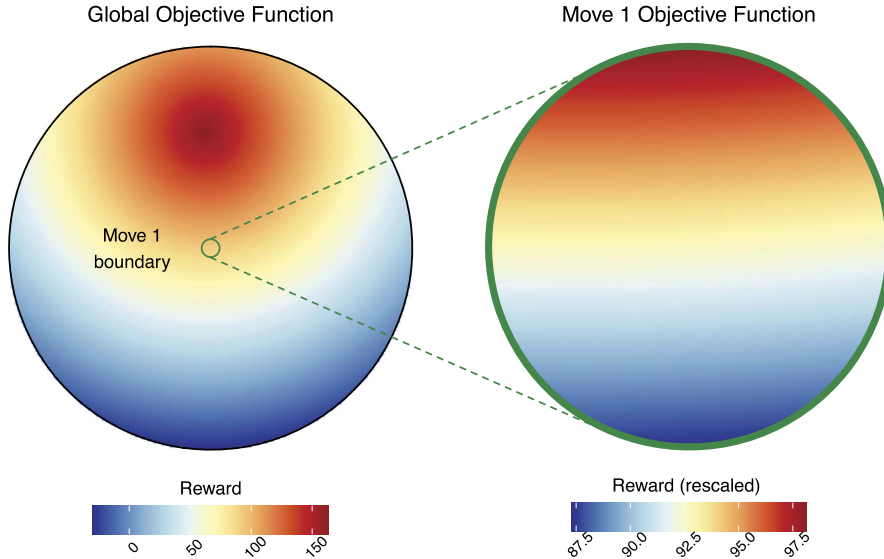 Global Objective Function
Move 1 Objective Function
Move 1
boundary
Reward
0
50
100
150
Reward (rescaled)
87.5
90.0
92.5
95.0
97.5